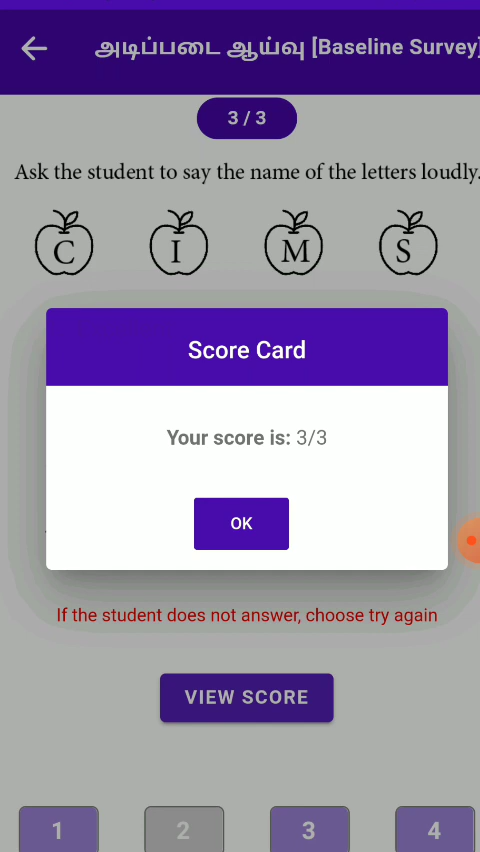 அடிப்படை ஆய்வு [Baseline Survey]
3 / 3
Ask the student to say the name of the letters loudly.
C I M S
Score Card
Your score is: 3/3
OK
If the student does not answer, choose try again
VIEW SCORE
1 2 3 4